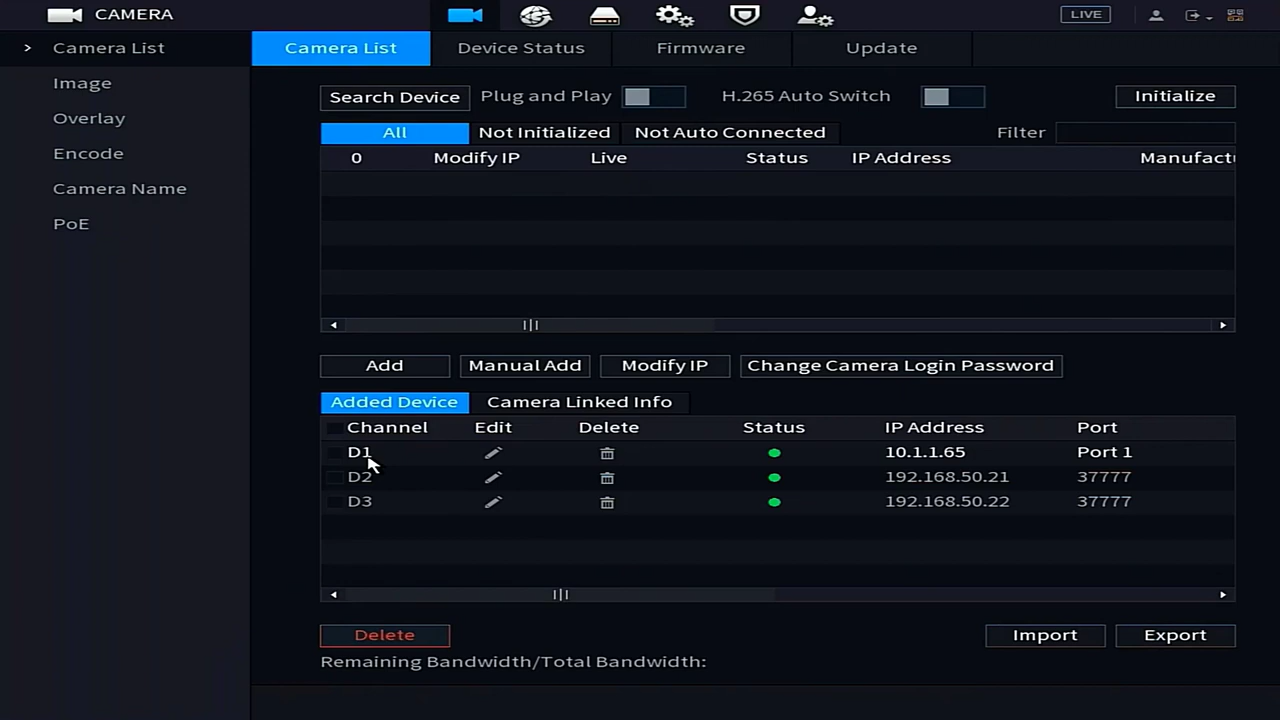 CAMERA LIVE
> Camera List
Image
Overlay
Encode
Camera Name
PoE
Camera List Device Status Firmware Update
Search Device Plug and Play H.265 Auto Switch Initialize
All Not Initialized Not Auto Connected Filter
0 Modify IP Live Status IP Address Manufactu
Add Manual Add Modify IP Change Camera Login Password
Added Device Camera Linked Info
Channel Edit Delete Status IP Address Port
D1 10.1.1.65 Port 1
D2 192.168.50.21 37777
D3 192.168.50.22 37777
Delete Import Export
Remaining Bandwidth/Total Bandwidth: